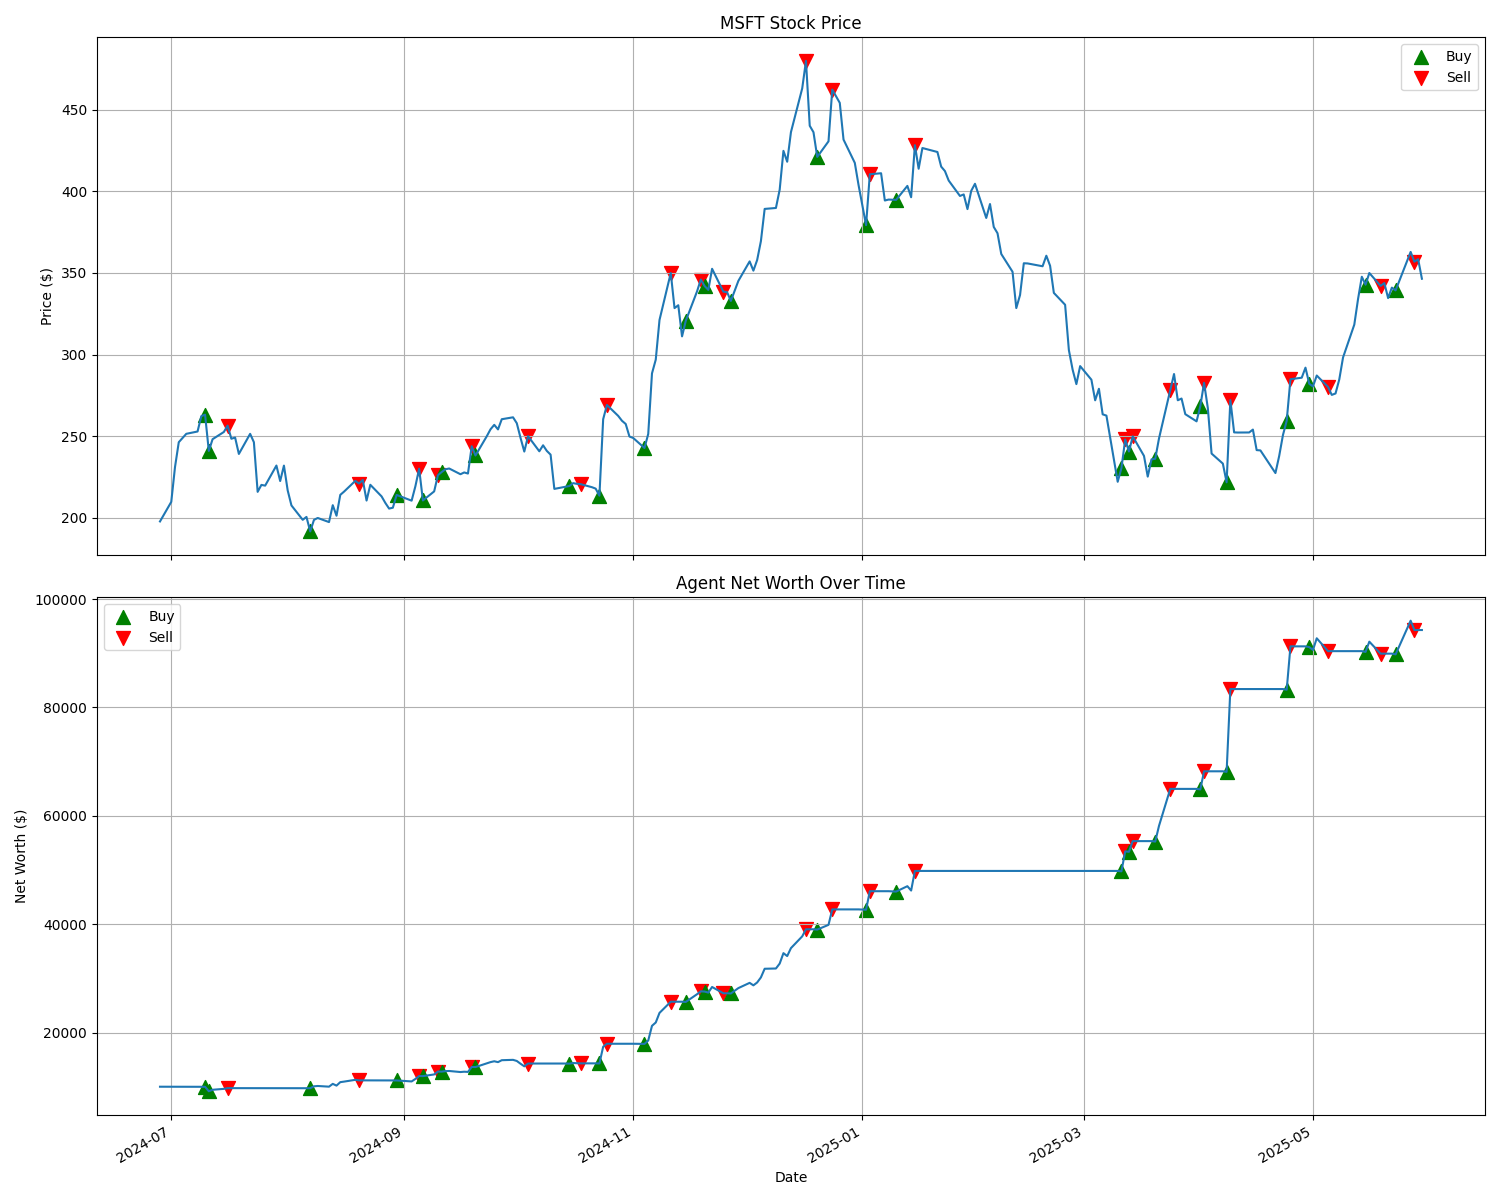 MSFT Stock Price
Buy
Sell
450
400
350
300
250
200
Price ($)
Agent Net Worth Over Time
Buy
Sell
100000
80000
60000
40000
20000
Net Worth ($)
2024-07
2024-09
2024-11
2025-01
2025-03
2025-05
Date